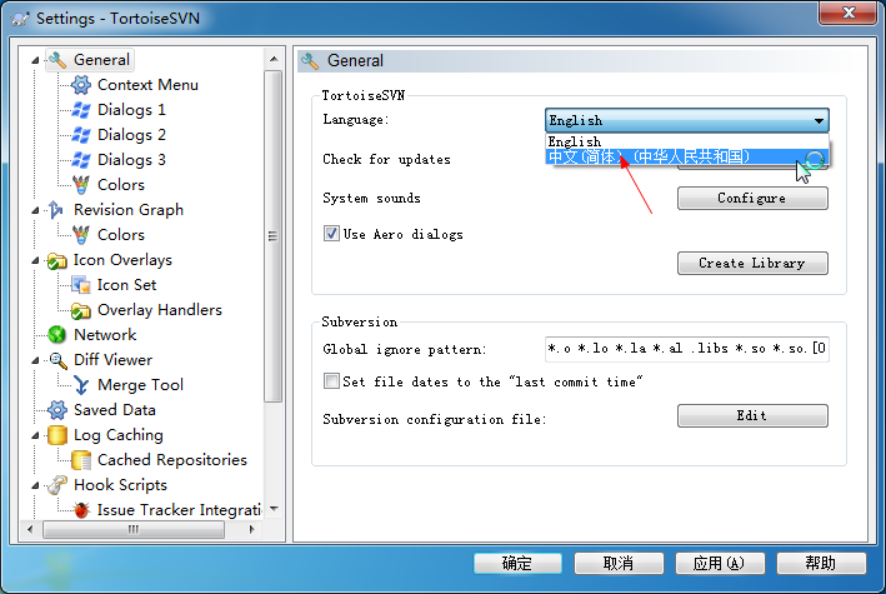 Settings - TortoiseSVN
General
Context Menu
Dialogs 1
Dialogs 2
Dialogs 3
Colors
Revision Graph
Colors
Icon Overlays
Icon Set
Overlay Handlers
Network
Diff Viewer
Merge Tool
Saved Data
Log Caching
Cached Repositories
Hook Scripts
Issue Tracker Integrati
General
TortoiseSVN
Language:
English
English
中文(简体) (中华人民共和国)
Check for updates
System sounds
Configure
Use Aero dialogs
Create Library
Subversion
Global ignore pattern:
*.o *.lo *.la *.al .libs *.so *.so.[0
Set file dates to the "last commit time"
Subversion configuration file:
Edit
确定
取消
应用(A)
帮助